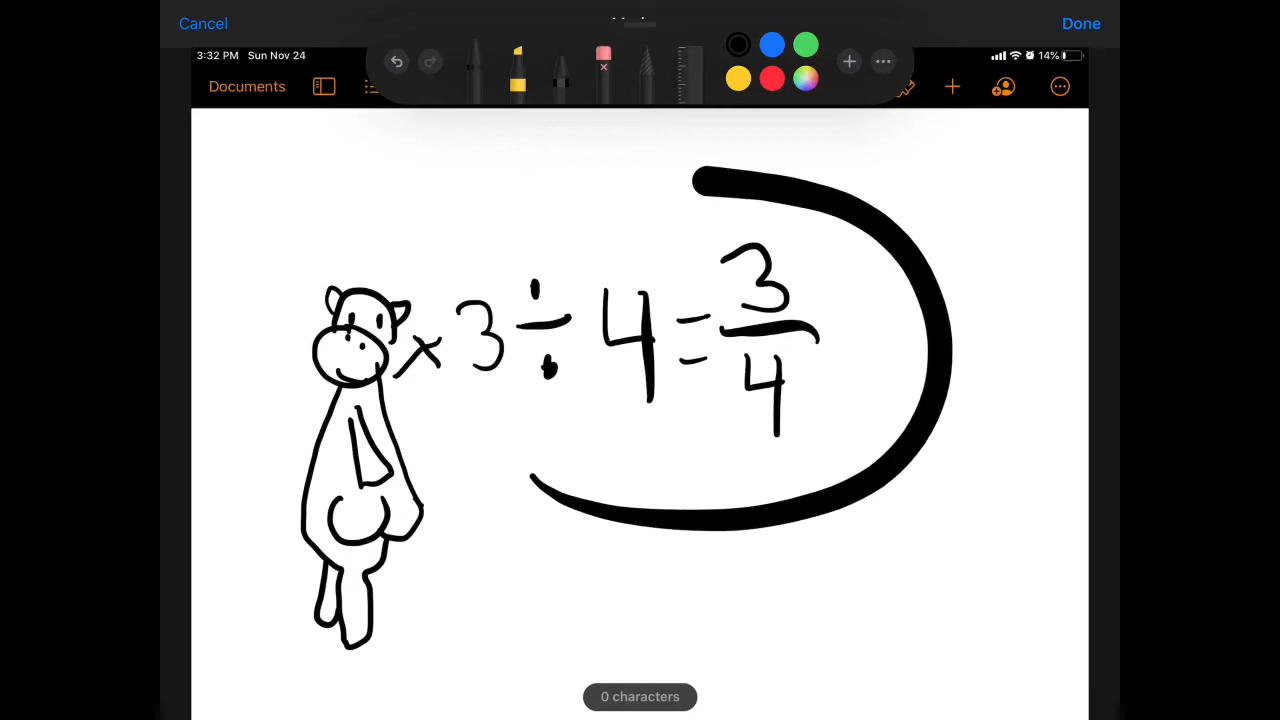 Cancel
Done
3:32 PM Sun Nov 24
14%
Documents
× 3 ÷ 4 = 3/4
0 characters